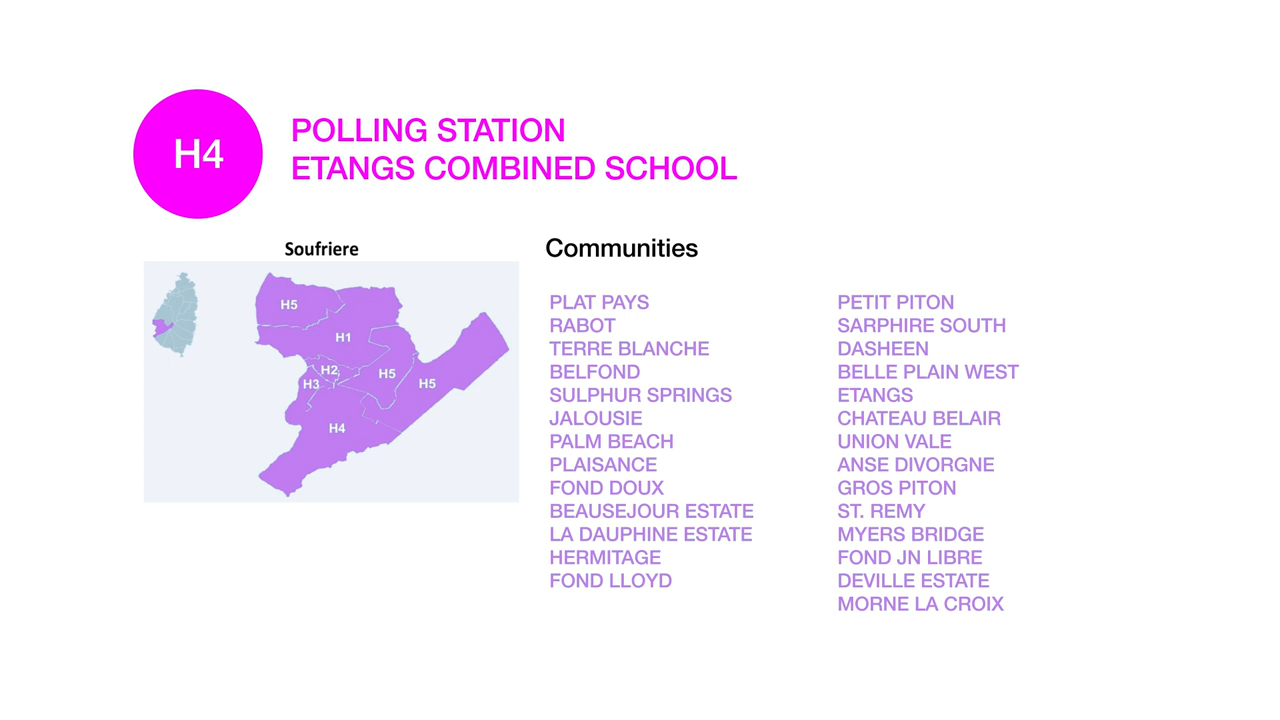 H4
POLLING STATION
ETANGS COMBINED SCHOOL
Soufriere
H5
H1
H2
H3
H5
H5
H4
Communities
PLAT PAYS
RABOT
TERRE BLANCHE
BELFOND
SULPHUR SPRINGS
JALOUSIE
PALM BEACH
PLAISANCE
FOND DOUX
BEAUSEJOUR ESTATE
LA DAUPHINE ESTATE
HERMITAGE
FOND LLOYD
PETIT PITON
SARPHIRE SOUTH
DASHEEN
BELLE PLAIN WEST
ETANGS
CHATEAU BELAIR
UNION VALE
ANSE DIVORGNE
GROS PITON
ST. REMY
MYERS BRIDGE
FOND JN LIBRE
DEVILLE ESTATE
MORNE LA CROIX